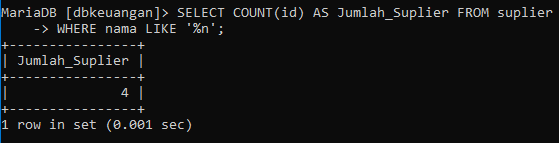 MariaDB [dbkeuangan]> SELECT COUNT(id) AS Jumlah_Suplier FROM suplier
    -> WHERE nama LIKE '%n';
+----------------+
| Jumlah_Suplier |
+----------------+
|              4 |
+----------------+
1 row in set (0.001 sec)